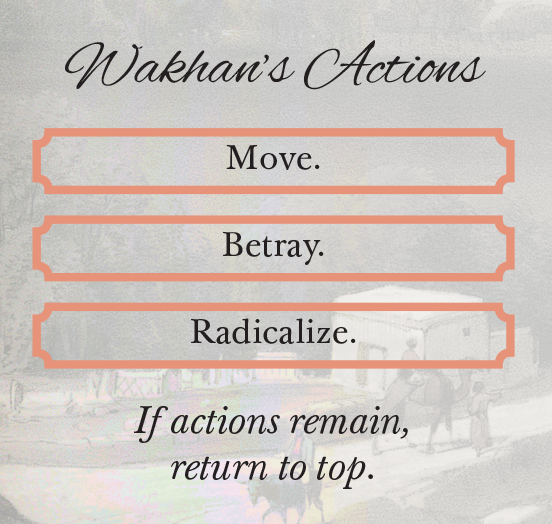 Wakhan's Actions
Move.
Betray.
Radicalize.
If actions remain,
return to top.